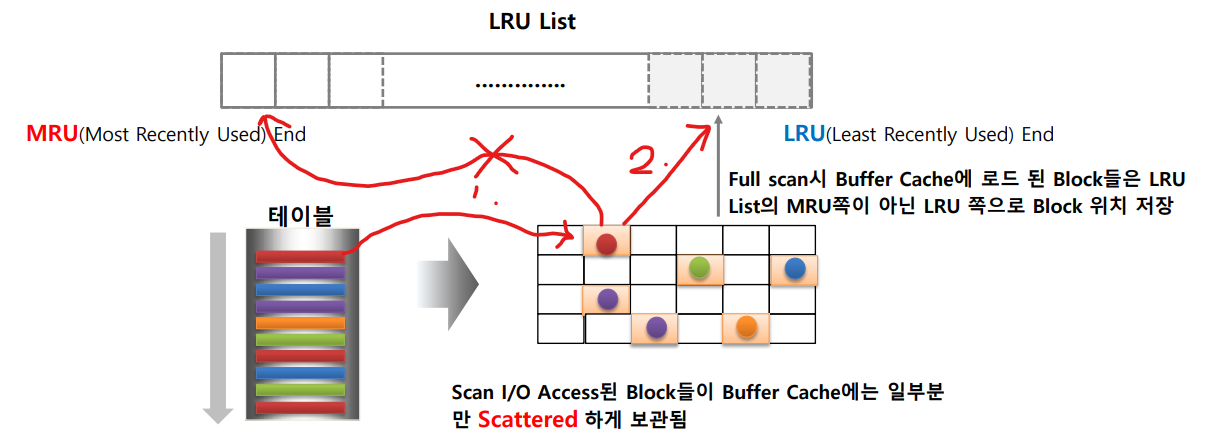 LRU List
..............
MRU(Most Recently Used) End
LRU(Least Recently Used) End
1.
2.
Full scan시 Buffer Cache에 로드 된 Block들은 LRU
List의 MRU쪽이 아닌 LRU 쪽으로 Block 위치 저장
테이블
Scan I/O Access된 Block들이 Buffer Cache에는 일부분
만 Scattered 하게 보관됨